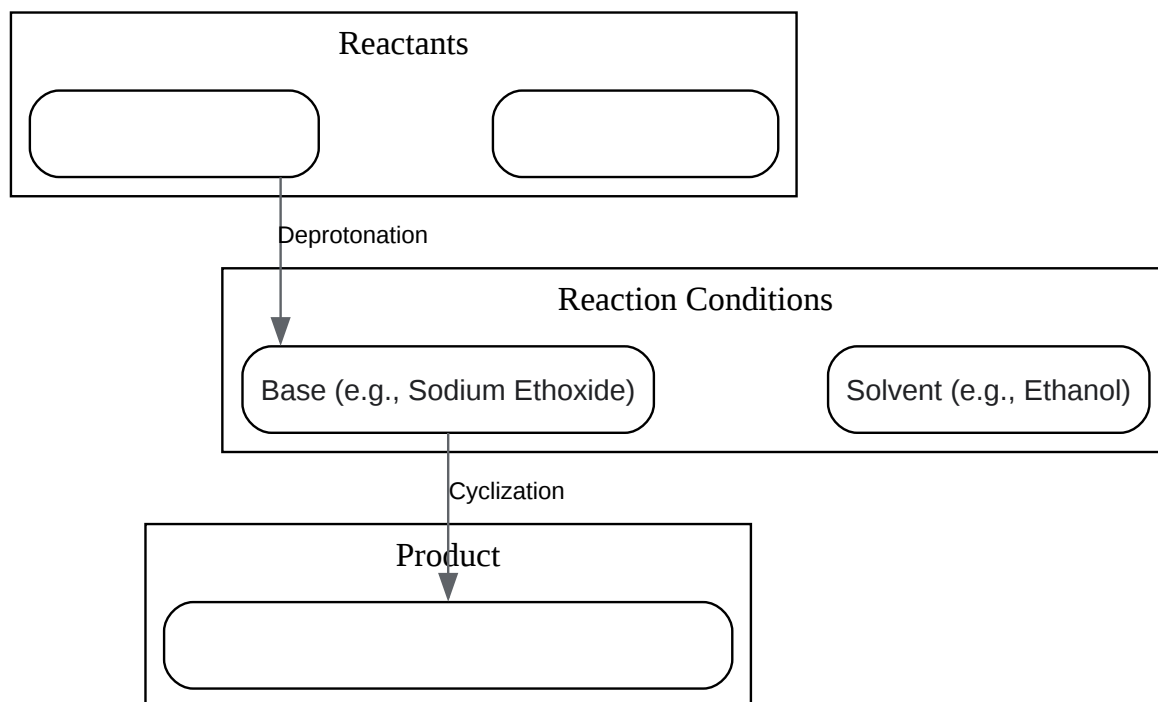 Reactants
Deprotonation
Reaction Conditions
Base (e.g., Sodium Ethoxide)
Solvent (e.g., Ethanol)
Cyclization
Product